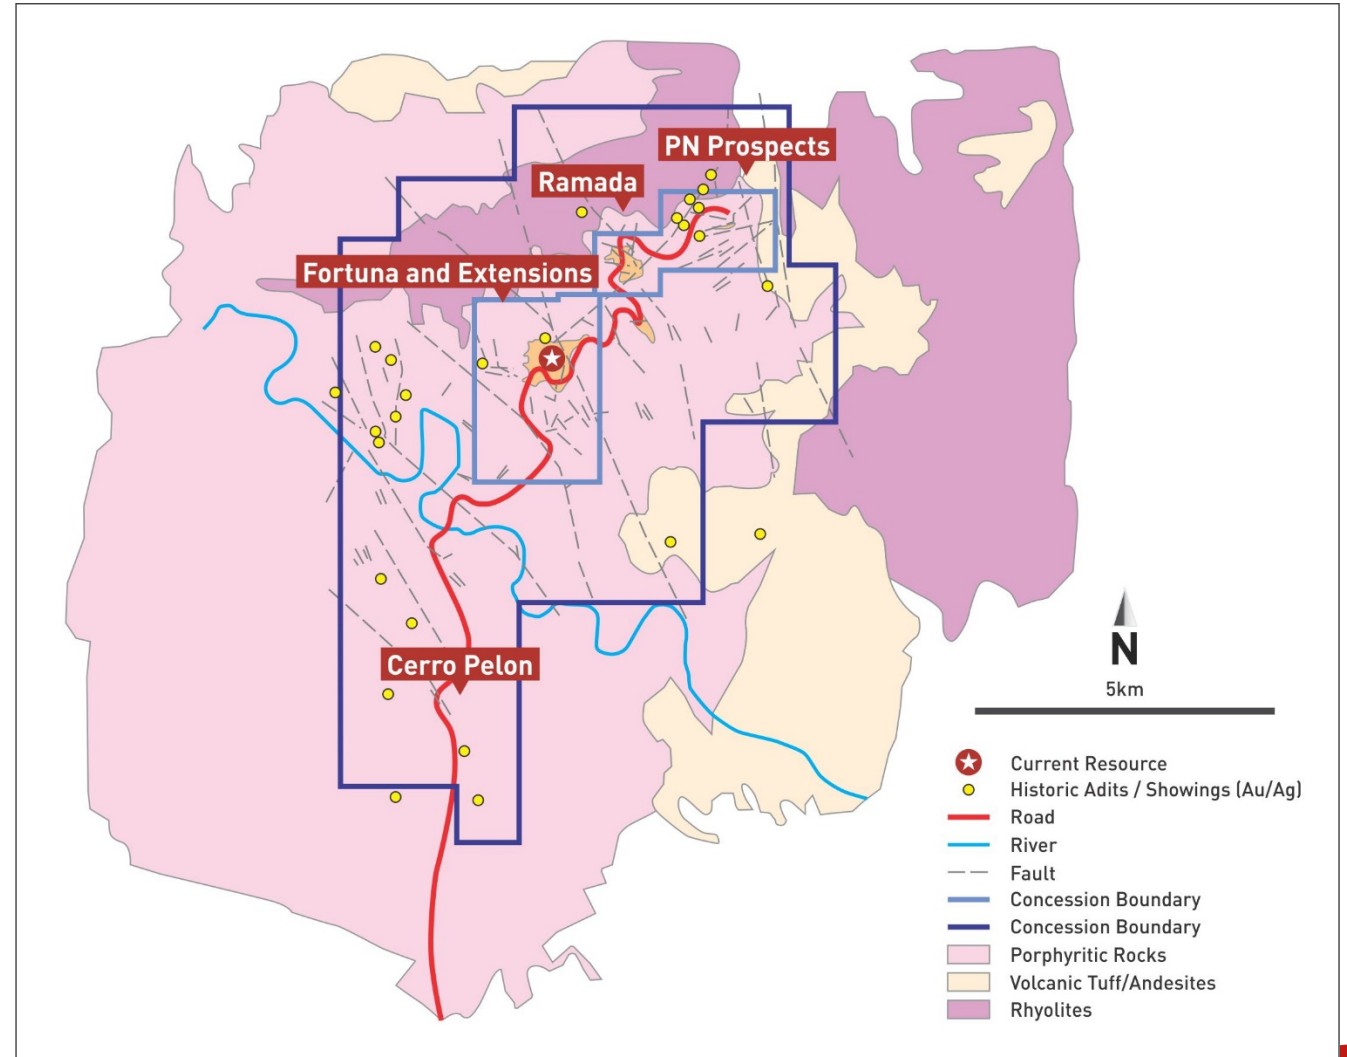 PN Prospects
Ramada
Fortuna and Extensions
Cerro Pelon
N
5km
Current Resource
Historic Adits / Showings (Au/Ag)
Road
River
Fault
Concession Boundary
Concession Boundary
Porphyritic Rocks
Volcanic Tuff/Andesites
Rhyolites